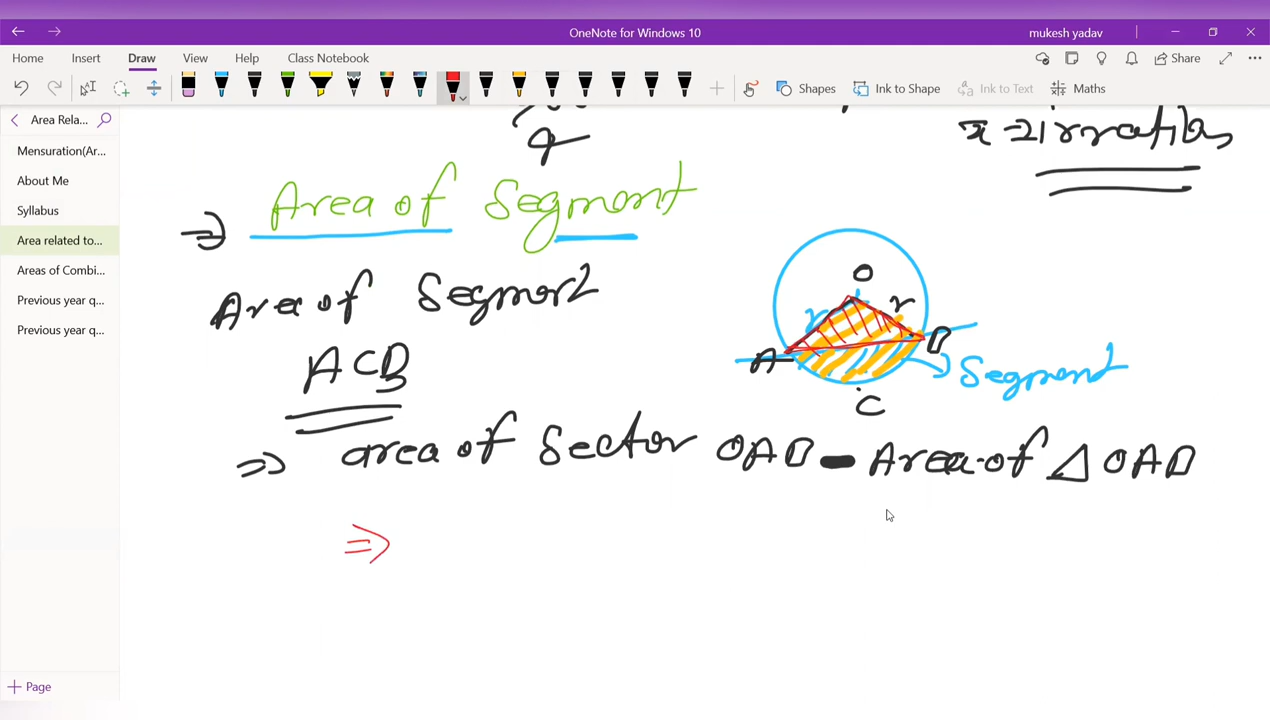 OneNote for Windows 10
mukesh yadav
Home Insert Draw View Help Class Notebook
Share
Shapes Ink to Shape Ink to Text Maths
Area Rela...
Mensuration(Ar...
About Me
Syllabus
Area related to...
Areas of Combi...
Previous year q...
Previous year q...
Page
⇒ Area of Segment
Area of Segment
ACB
O
r r
A B
Segment
C
⇒ area of Sector OAB - Area of △ OAB
⇒